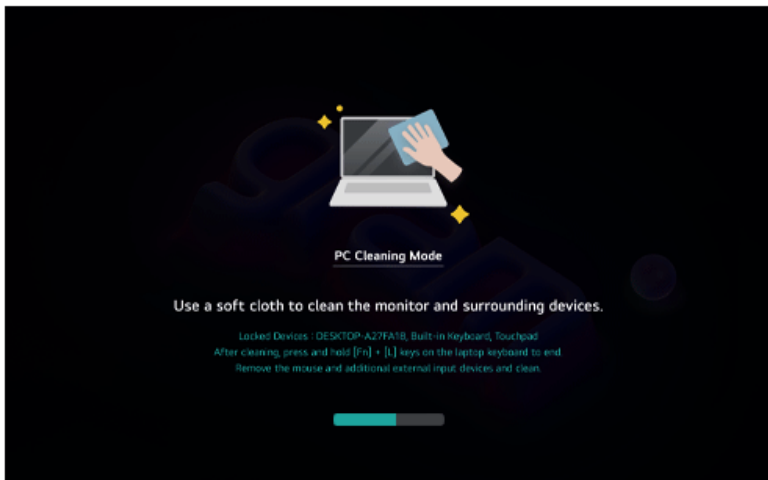 PC Cleaning Mode
Use a soft cloth to clean the monitor and surrounding devices.
Locked Devices : DESKTOP-A27FA18, Built-in Keyboard, Touchpad
After cleaning, press and hold [Fn] + [L] keys on the laptop keyboard to end.
Remove the mouse and additional external input devices and clean.